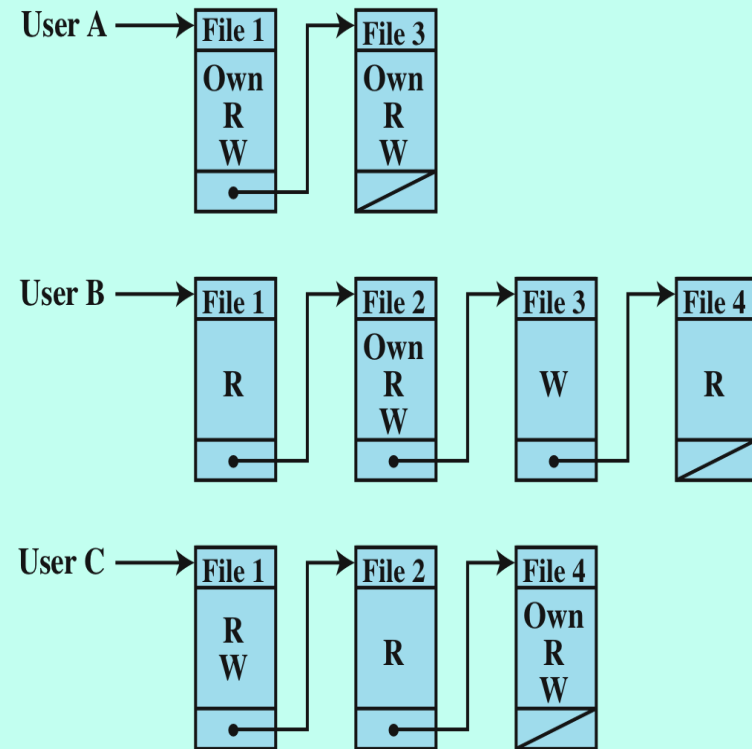 User A
File 1
Own
R
W
File 3
Own
R
W
User B
File 1
R
File 2
Own
R
W
File 3
W
File 4
R
User C
File 1
R
W
File 2
R
File 4
Own
R
W